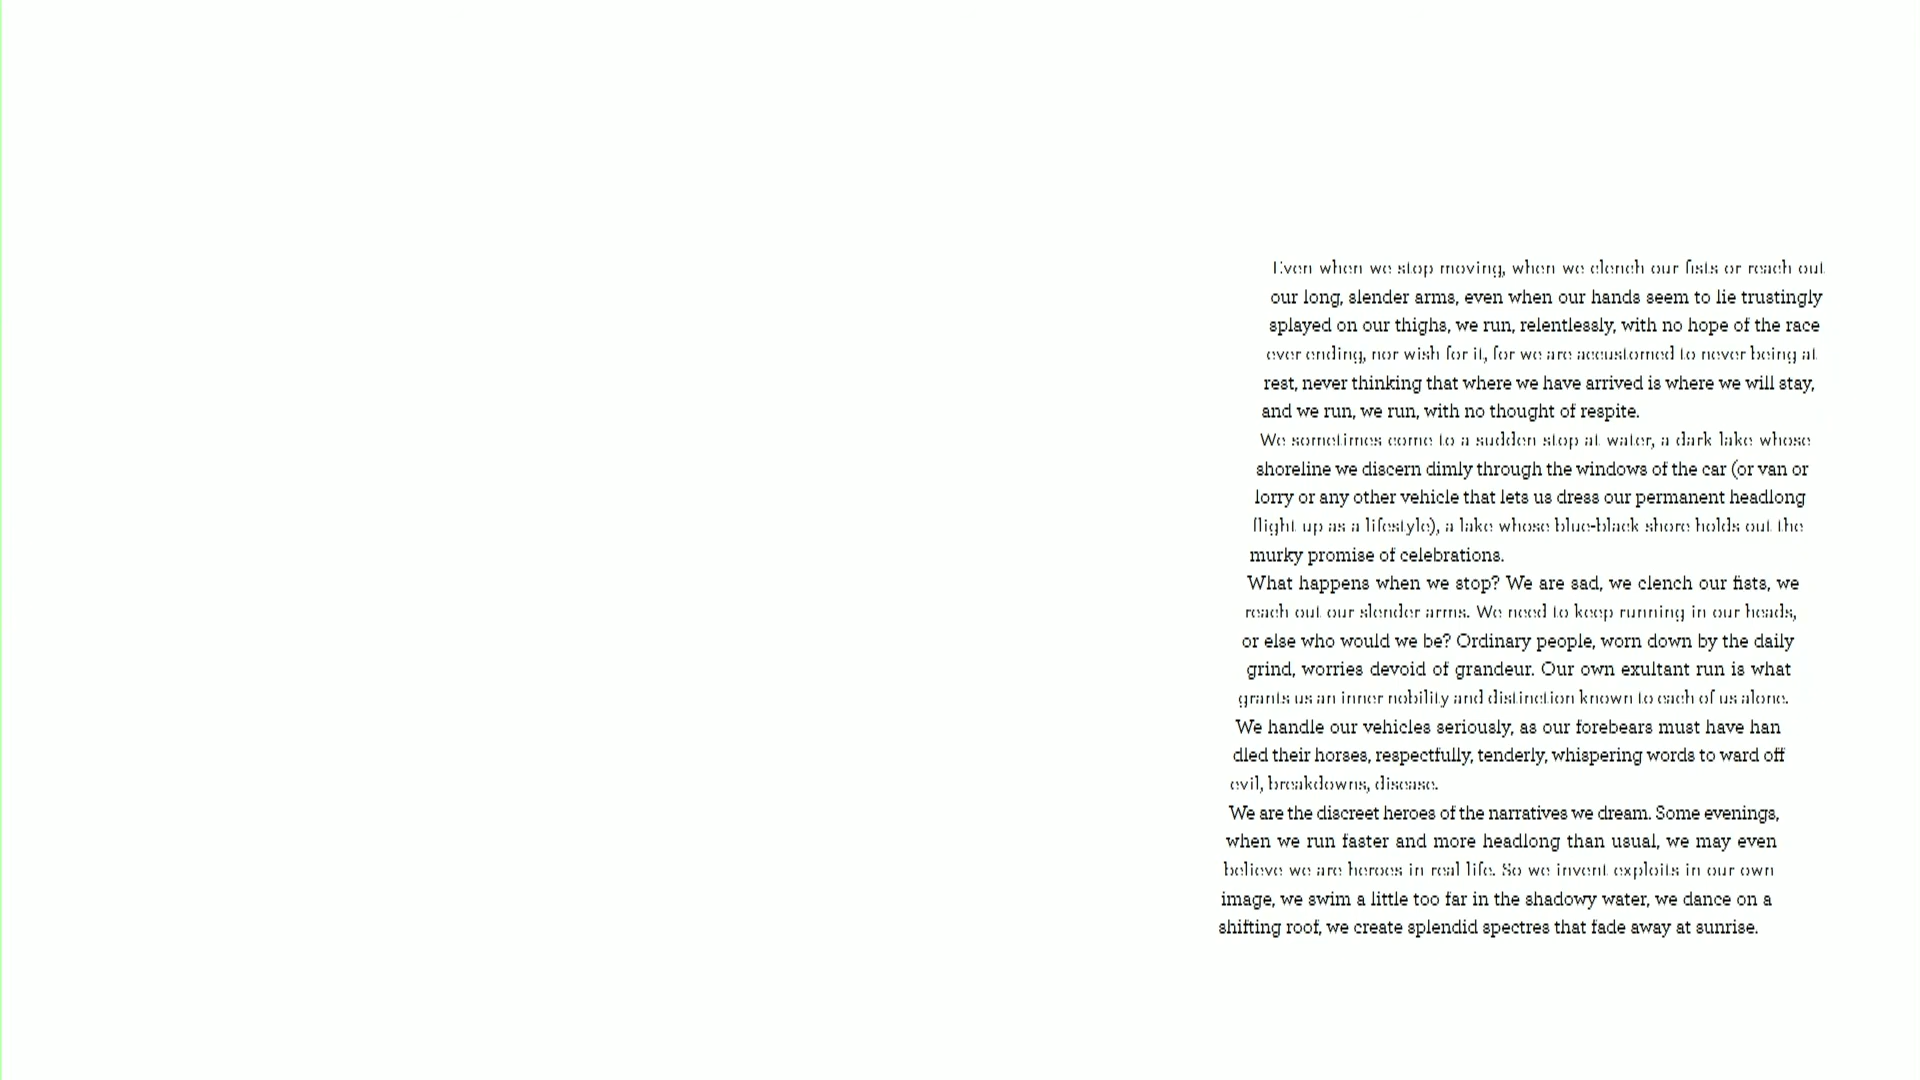 Even when we stop moving, when we clench our fists or reach out
our long, slender arms, even when our hands seem to lie trustingly
splayed on our thighs, we run, relentlessly, with no hope of the race
ever ending, nor wish for it, for we are accustomed to never being at
rest, never thinking that where we have arrived is where we will stay,
and we run, we run, with no thought of respite.
We sometimes come to a sudden stop at water, a dark lake whose
shoreline we discern dimly through the windows of the car (or van or
lorry or any other vehicle that lets us dress our permanent headlong
flight up as a lifestyle), a lake whose blue-black shore holds out the
murky promise of celebrations.
What happens when we stop? We are sad, we clench our fists, we
reach out our slender arms. We need to keep running in our heads,
or else who would we be? Ordinary people, worn down by the daily
grind, worries devoid of grandeur. Our own exultant run is what
grants us an inner nobility and distinction known to each of us alone.
We handle our vehicles seriously, as our forebears must have han
dled their horses, respectfully, tenderly, whispering words to ward off
evil, breakdowns, disease.
We are the discreet heroes of the narratives we dream. Some evenings,
when we run faster and more headlong than usual, we may even
believe we are heroes in real life. So we invent exploits in our own
image, we swim a little too far in the shadowy water, we dance on a
shifting roof, we create splendid spectres that fade away at sunrise.